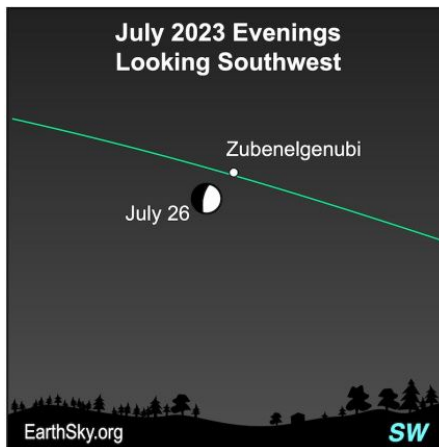 July 2023 Evenings
Looking Southwest
Zubenelgenubi
July 26
EarthSky.org
SW